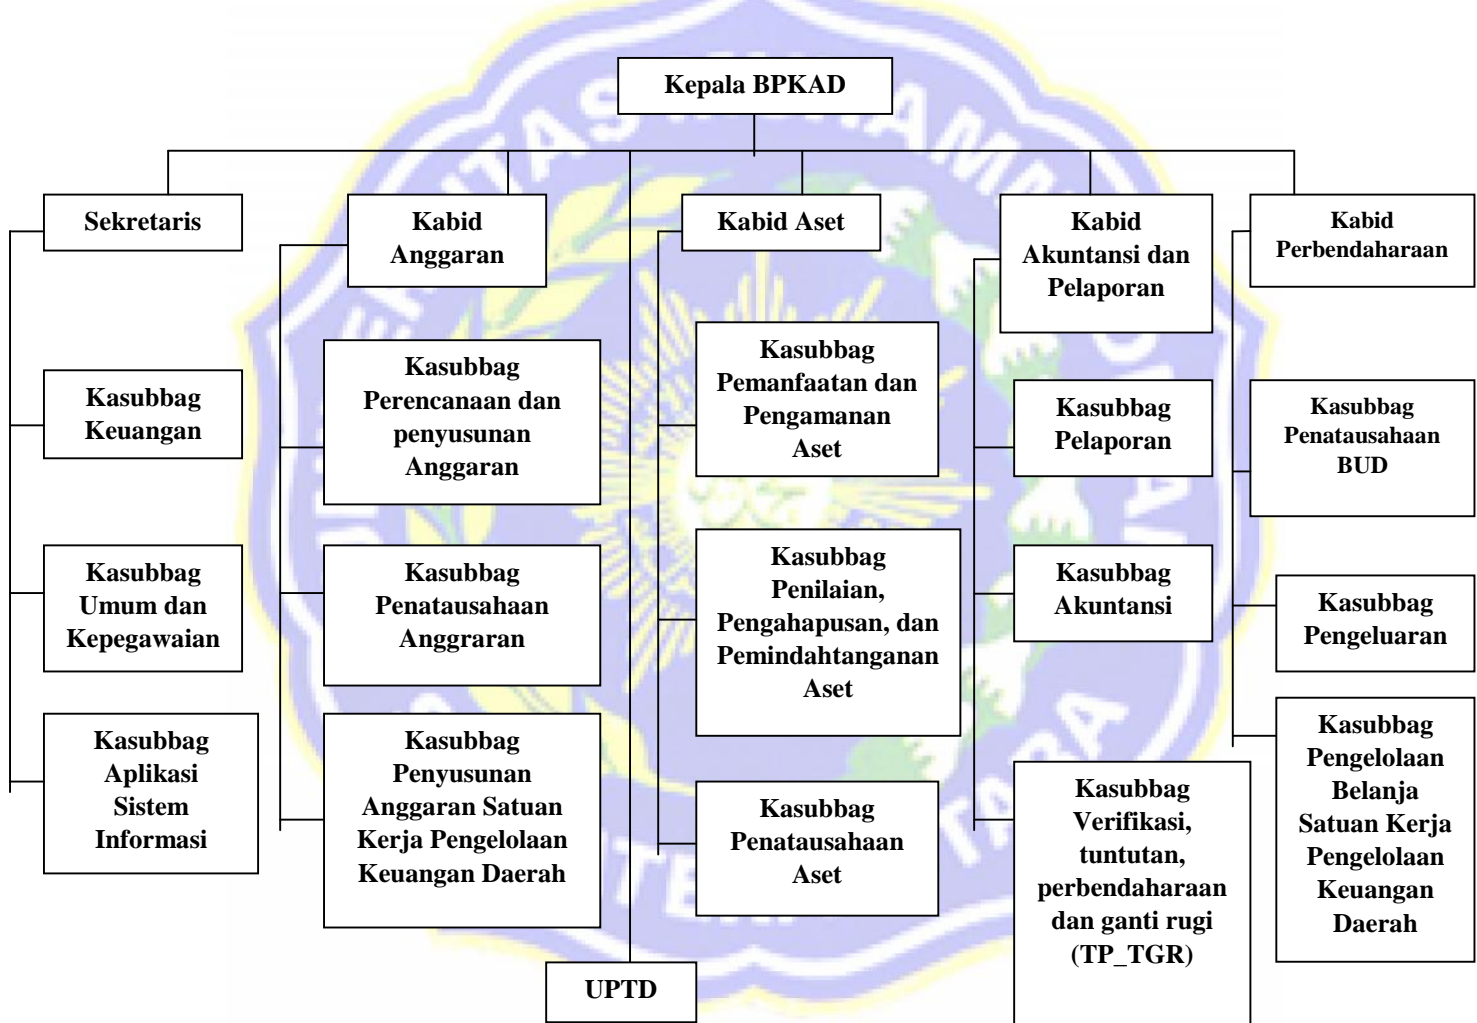 Kepala BPKAD
Sekretaris
Kasubbag
Keuangan
Kasubbag
Umum dan
Kepegawaian
Kasubbag
Aplikasi
Sistem
Informasi
Kabid
Anggaran
Kasubbag
Perencanaan dan
penyusunan
Anggaran
Kasubbag
Penatausahaan
Anggraran
Kasubbag
Penyusunan
Anggaran Satuan
Kerja Pengelolaan
Keuangan Daerah
UPTD
Kabid Aset
Kasubbag
Pemanfaatan dan
Pengamanan
Aset
Kasubbag
Penilaian,
Pengahapusan, dan
Pemindahtanganan
Aset
Kasubbag
Penatausahaan
Aset
Kabid
Akuntansi dan
Pelaporan
Kasubbag
Pelaporan
Kasubbag
Akuntansi
Kasubbag
Verifikasi,
tuntutan,
perbendaharaan
dan ganti rugi
(TP_TGR)
Kabid
Perbendaharaan
Kasubbag
Penatausahaan
BUD
Kasubbag
Pengeluaran
Kasubbag
Pengelolaan
Belanja
Satuan Kerja
Pengelolaan
Keuangan
Daerah